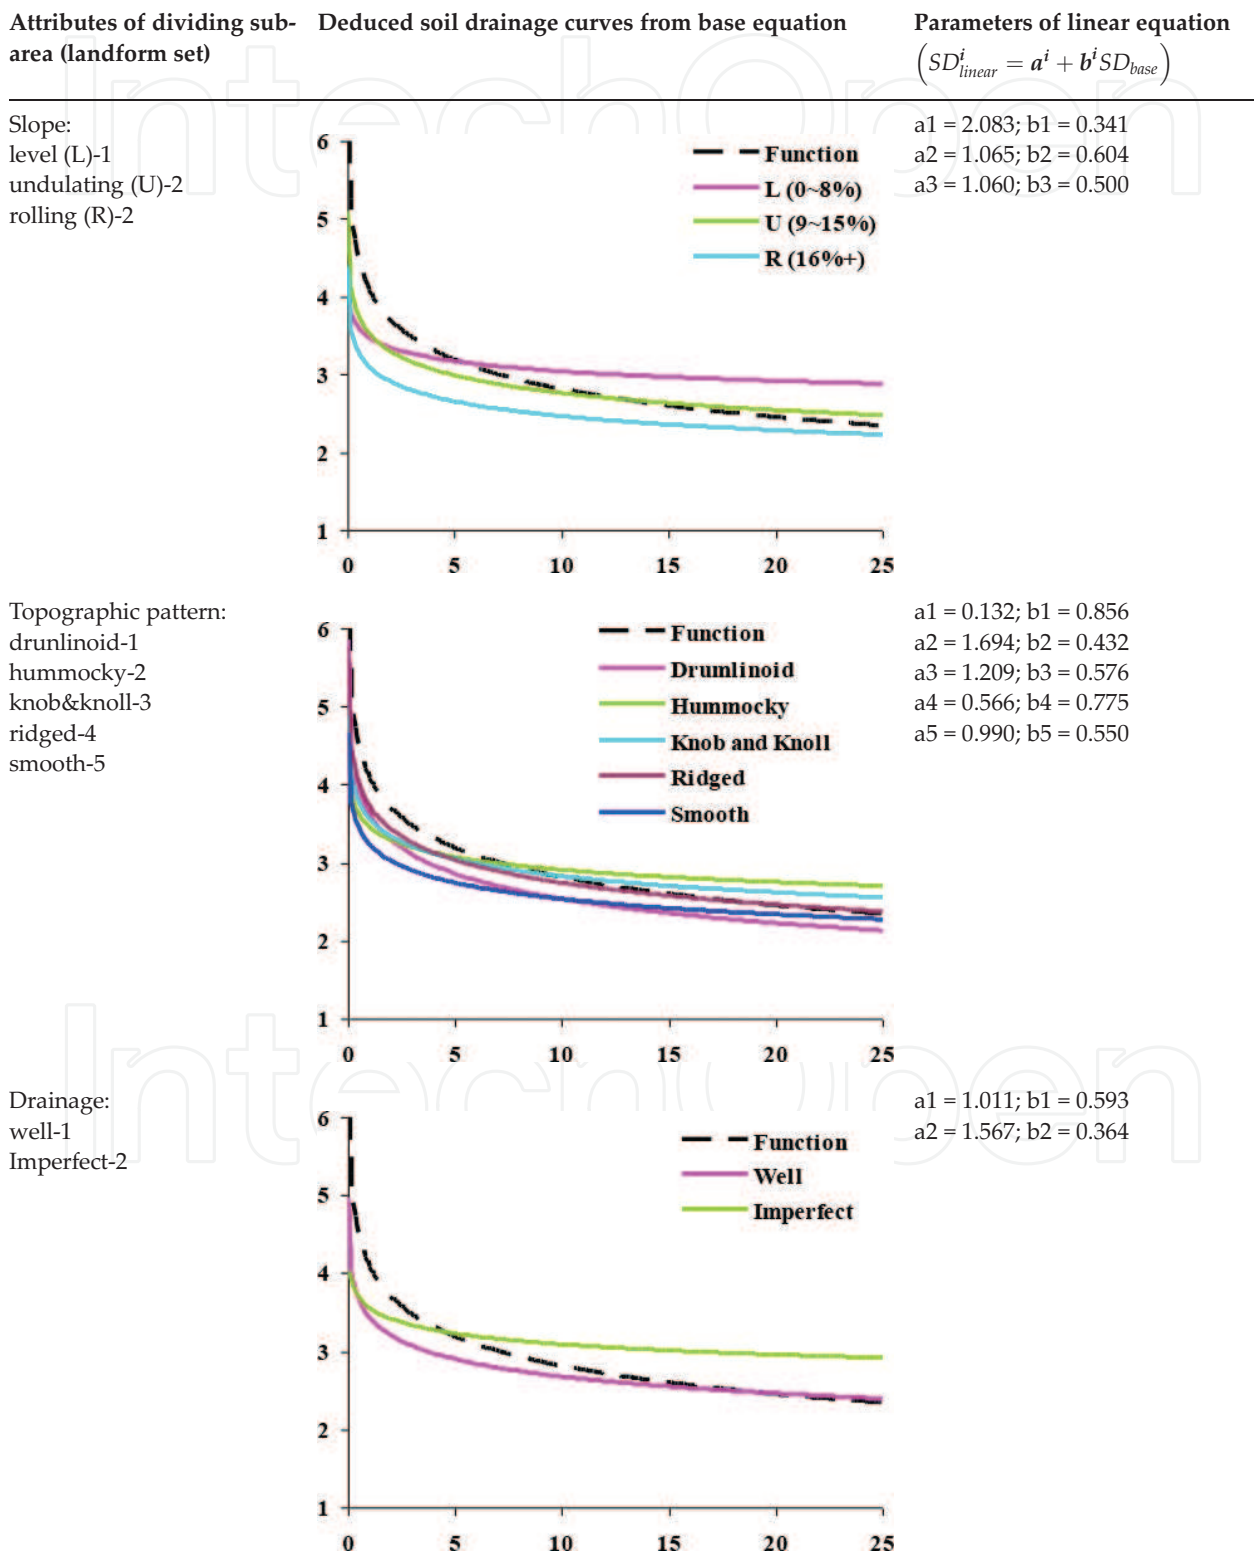 Attributes of dividing sub-area (landform set)
Deduced soil drainage curves from base equation
Parameters of linear equation
(SD^i_linear = a^i + b^i SD_base)
Slope:
level (L)-1
undulating (U)-2
rolling (R)-2
6
5
4
3
2
1
0 5 10 15 20 25
Function
L (0~8%)
U (9~15%)
R (16%+)
a1 = 2.083; b1 = 0.341
a2 = 1.065; b2 = 0.604
a3 = 1.060; b3 = 0.500
Topographic pattern:
drunlinoid-1
hummocky-2
knob&knoll-3
ridged-4
smooth-5
6
5
4
3
2
1
0 5 10 15 20 25
Function
Drumlinoid
Hummocky
Knob and Knoll
Ridged
Smooth
a1 = 0.132; b1 = 0.856
a2 = 1.694; b2 = 0.432
a3 = 1.209; b3 = 0.576
a4 = 0.566; b4 = 0.775
a5 = 0.990; b5 = 0.550
Drainage:
well-1
Imperfect-2
6
5
4
3
2
1
0 5 10 15 20 25
Function
Well
Imperfect
a1 = 1.011; b1 = 0.593
a2 = 1.567; b2 = 0.364
IntechOpen
IntechOpen